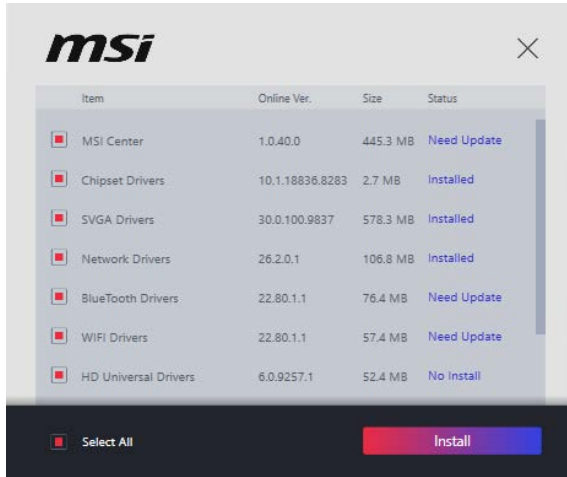 msi
Item Online Ver. Size Status
MSI Center 1.0.40.0 445.3 MB Need Update
Chipset Drivers 10.1.18836.8283 2.7 MB Installed
SVGA Drivers 30.0.100.9837 578.3 MB Installed
Network Drivers 26.2.0.1 106.8 MB Installed
BlueTooth Drivers 22.80.1.1 76.4 MB Need Update
WIFI Drivers 22.80.1.1 57.4 MB Need Update
HD Universal Drivers 6.0.9257.1 52.4 MB No Install
Select All Install